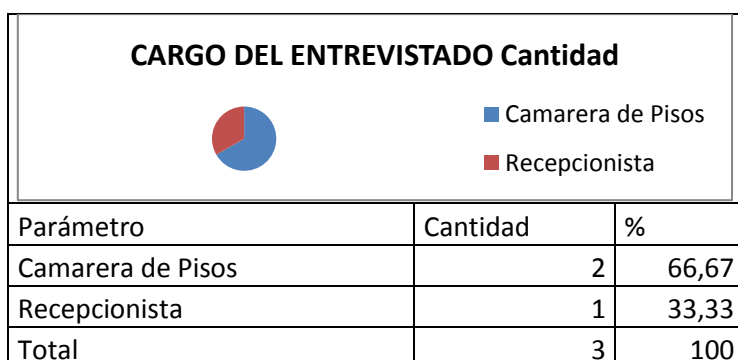 CARGO DEL ENTREVISTADO Cantidad
Camarera de Pisos
Recepcionista
Parámetro Cantidad %
Camarera de Pisos 2 66,67
Recepcionista 1 33,33
Total 3 100